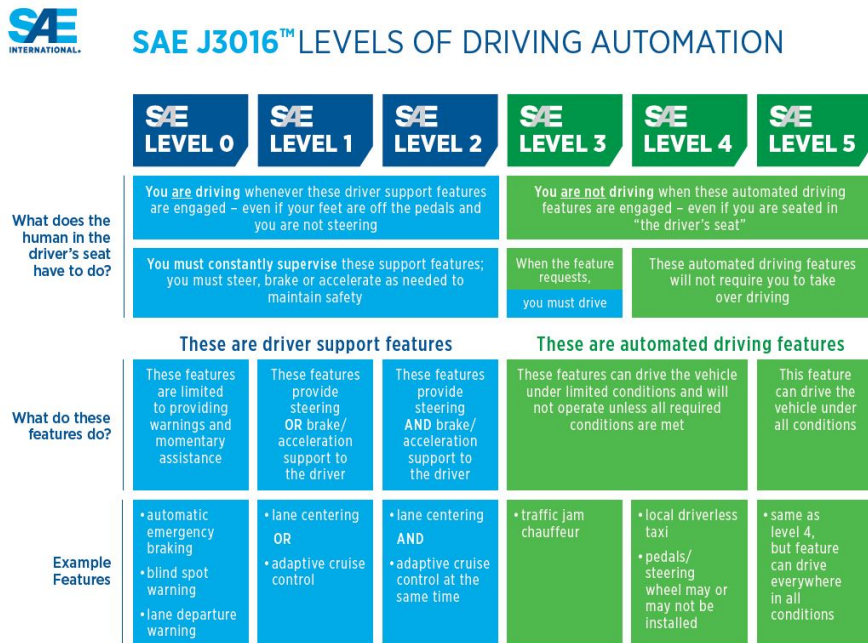 SAE
INTERNATIONAL®
SAE J3016™ LEVELS OF DRIVING AUTOMATION
SAE
LEVEL 0
SAE
LEVEL 1
SAE
LEVEL 2
SAE
LEVEL 3
SAE
LEVEL 4
SAE
LEVEL 5
What does the
human in the
driver's seat
have to do?
You are driving whenever these driver support features
are engaged – even if your feet are off the pedals and
you are not steering
You are not driving when these automated driving
features are engaged – even if you are seated in
“the driver's seat”
You must constantly supervise these support features;
you must steer, brake or accelerate as needed to
maintain safety
When the feature
requests,
you must drive
These automated driving features
will not require you to take
over driving
These are driver support features
These are automated driving features
What do these
features do?
These features
are limited
to providing
warnings and
momentary
assistance
These features
provide
steering
OR brake/
acceleration
support to
the driver
These features
provide
steering
AND brake/
acceleration
support to
the driver
These features can drive the vehicle
under limited conditions and will
not operate unless all required
conditions are met
This feature
can drive the
vehicle under
all conditions
Example
Features
• automatic
emergency
braking
• blind spot
warning
• lane departure
warning
• lane centering
OR
• adaptive cruise
control
• lane centering
AND
• adaptive cruise
control at the
same time
• traffic jam
chauffeur
• local driverless
taxi
• pedals/
steering
wheel may or
may not be
installed
• same as
level 4,
but feature
can drive
everywhere
in all
conditions